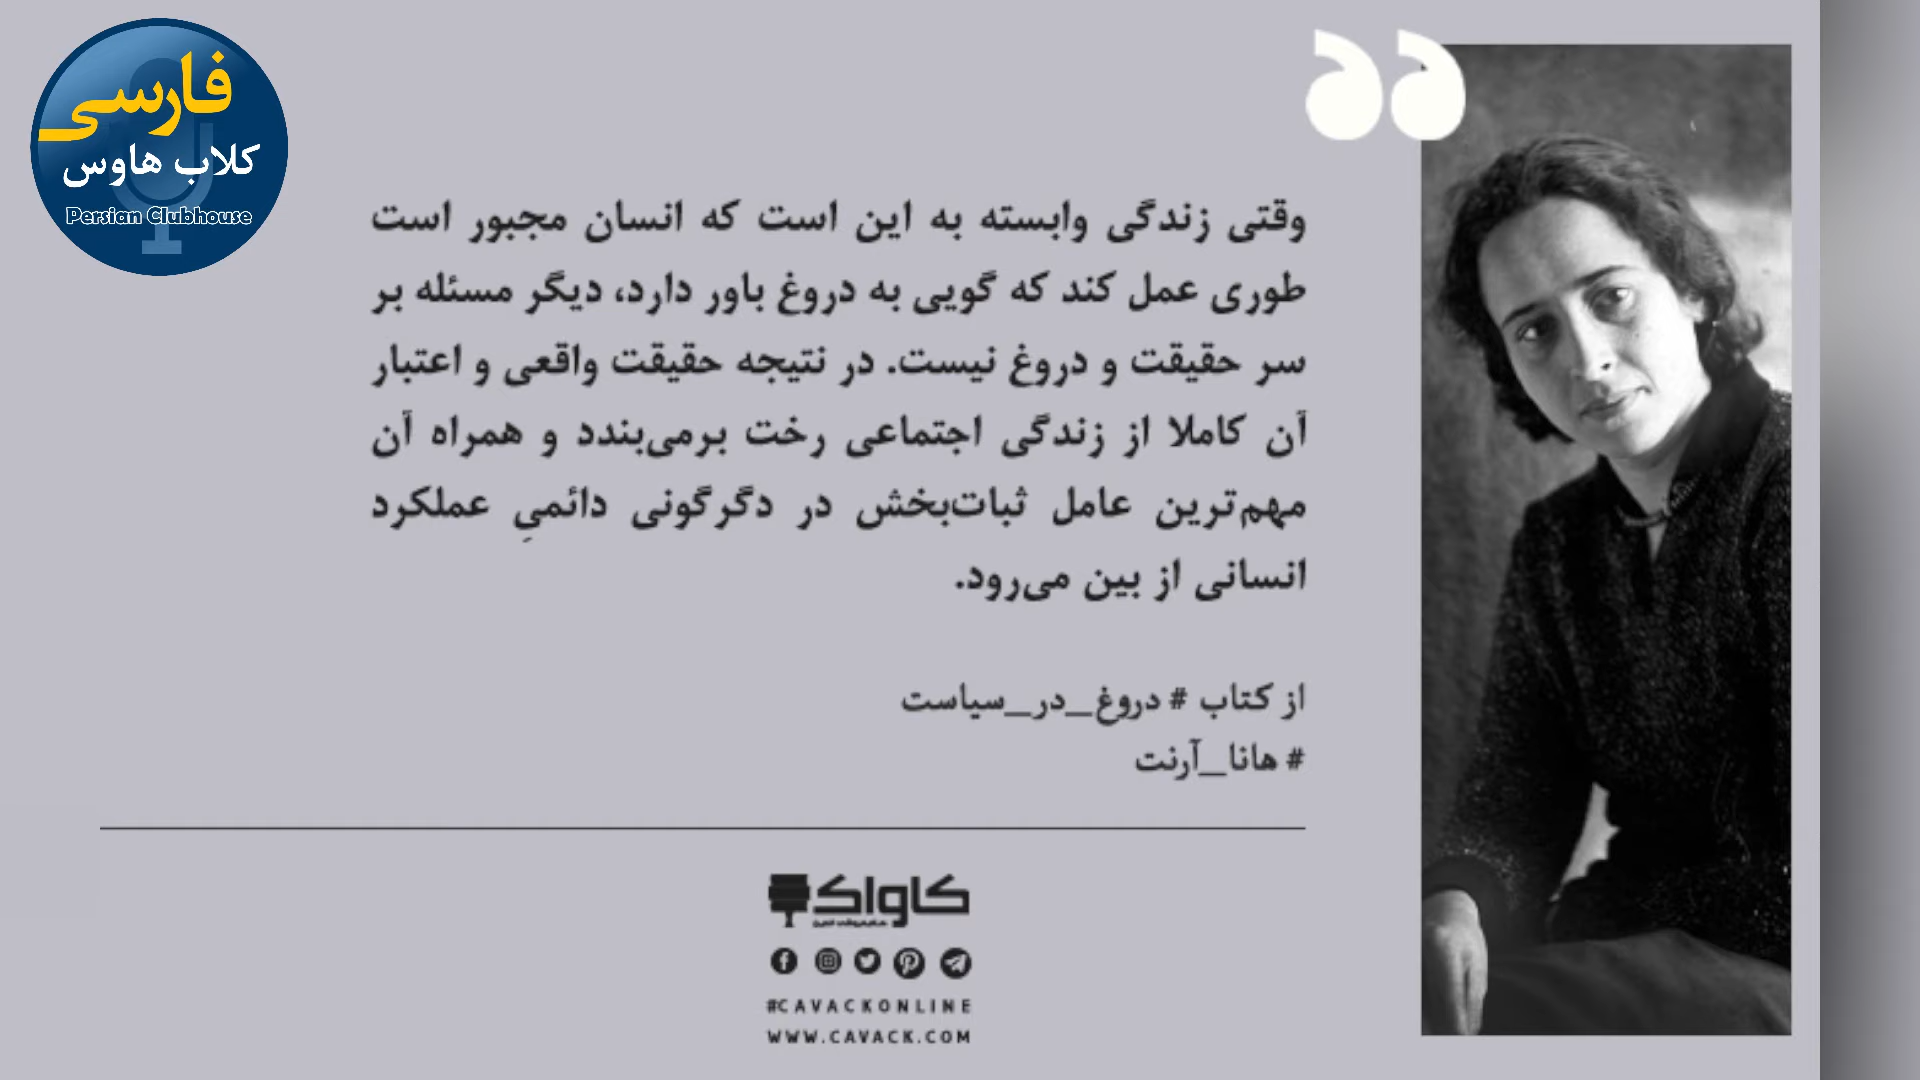 فارسی
کلاب هاوس
Persian Clubhouse
وقتی زندگی وابسته به این است که انسان مجبور است
طوری عمل کند که گویی به دروغ باور دارد، دیگر مسئله بر
سر حقیقت و دروغ نیست. در نتیجه حقیقت واقعی و اعتبار
آن کاملا از زندگی اجتماعی رخت برمی‌بندد و همراه آن
مهم‌ترین عامل ثبات‌بخش در دگرگونی دائمیِ عملکرد
انسانی از بین می‌رود.
از کتاب # دروغ_در_سیاست
# هانا_آرنت
کاواک
#CAVACKONLINE
WWW.CAVACK.COM